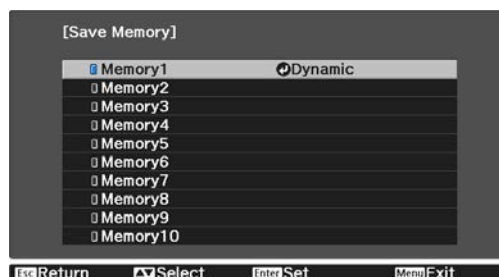 [Save Memory]
Memory1 Dynamic
Memory2
Memory3
Memory4
Memory5
Memory6
Memory7
Memory8
Memory9
Memory10
Esc Return Select Enter Set Menu Exit